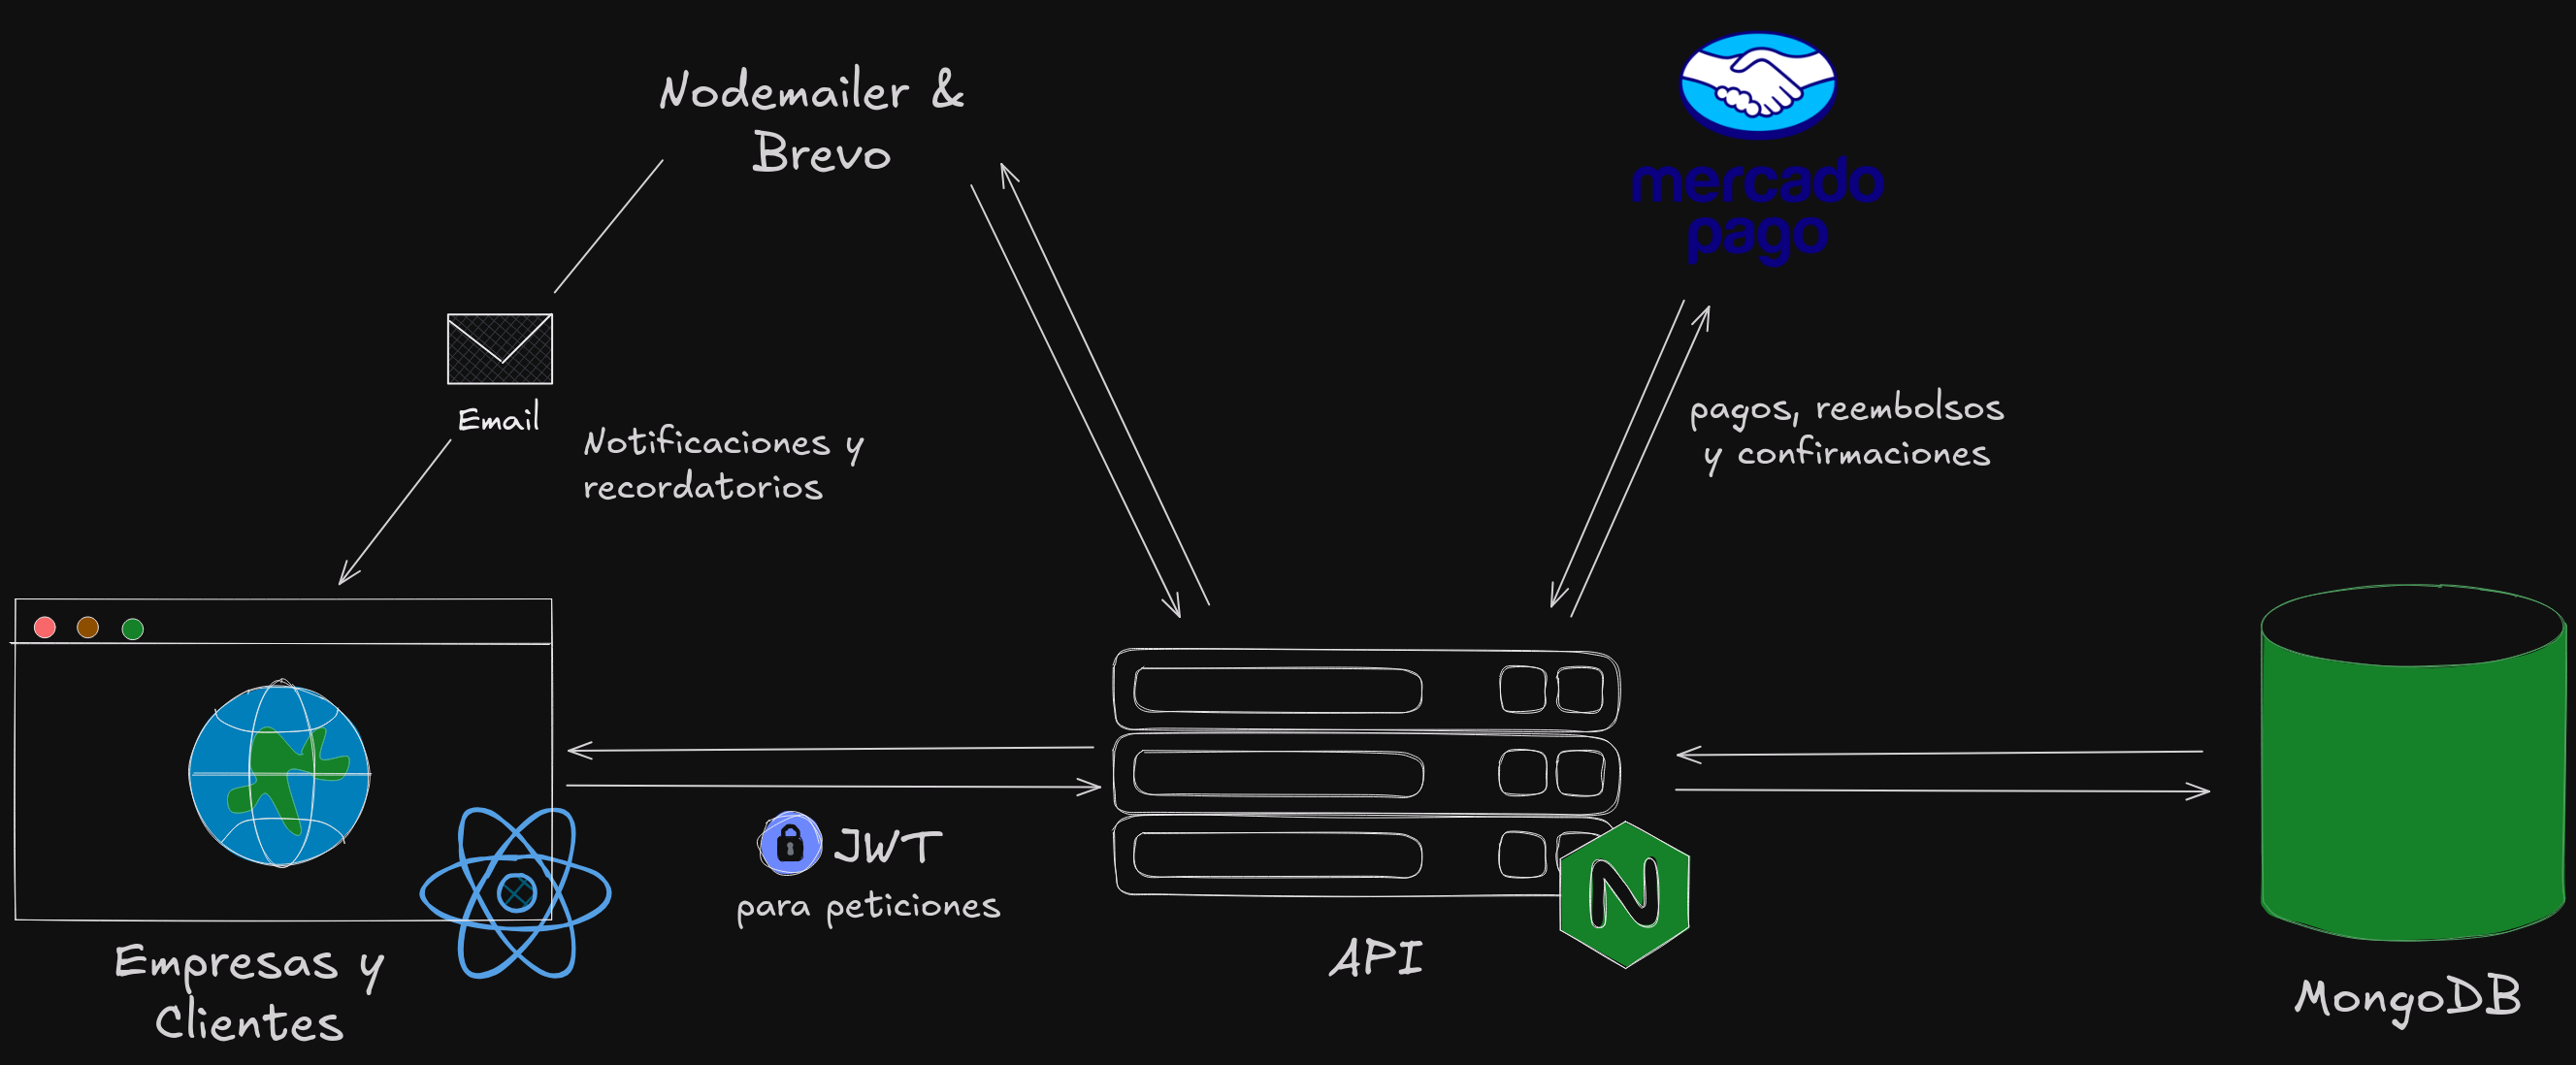 Nodemailer &
Brevo
mercado
pago
Email
Notificaciones y
recordatorios
pagos, reembolsos
y confirmaciones
JWT
para peticiones
N
API
Empresas y
Clientes
MongoDB